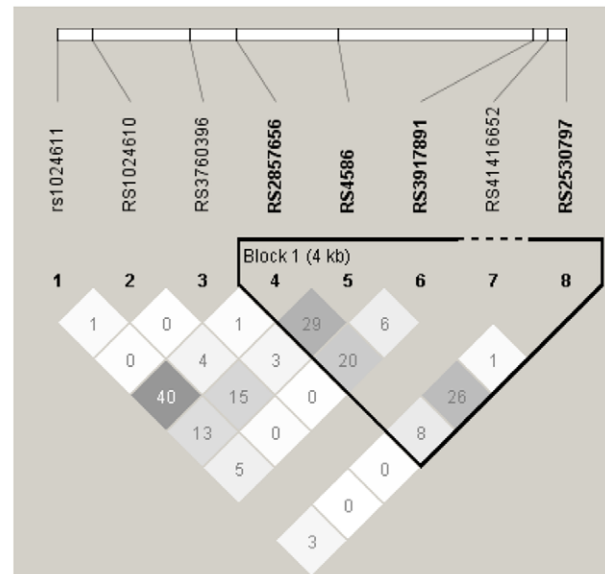 rs1024611
RS1024610
RS3760396
RS2857656
RS4586
RS3917891
RS41416652
RS2530797
Block 1 (4 kb)
1 2 3 4 5 6 7 8
1 0 1 29 6
0 4 3 20 1
40 15 0 26
13 0 8
5 0
0
3